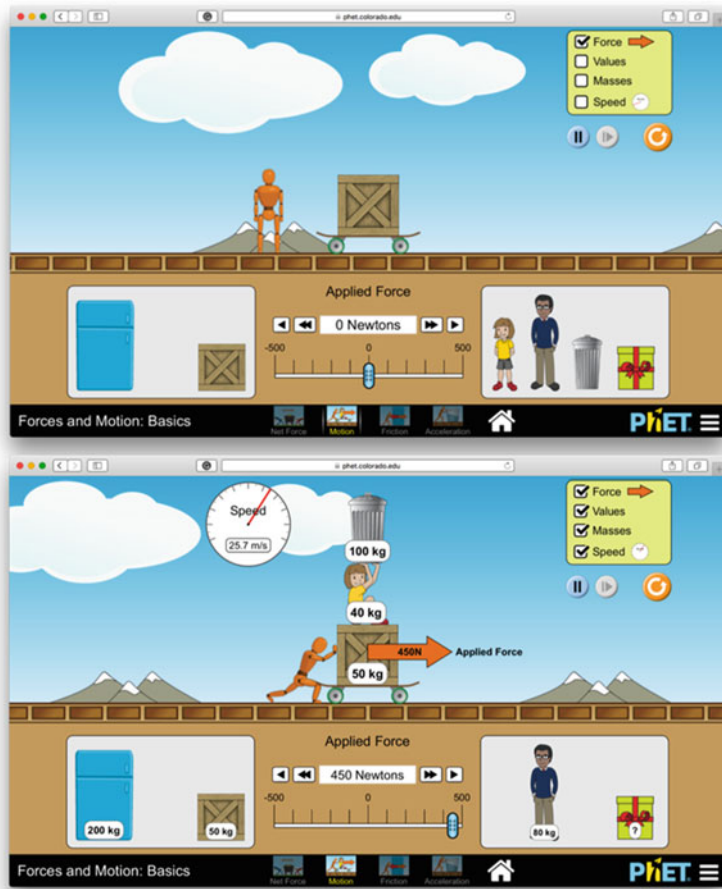 phet.colorado.edu
Force
Values
Masses
Speed
Applied Force
0 Newtons
-500 0 500
Forces and Motion: Basics
Net Force Motion Friction Acceleration
PhET
phet.colorado.edu
Speed
25.7 m/s
Force
Values
Masses
Speed
100 kg
40 kg
450N Applied Force
50 kg
Applied Force
450 Newtons
-500 0 500
200 kg 50 kg 80 kg ?
Forces and Motion: Basics
Net Force Motion Friction Acceleration
PhET